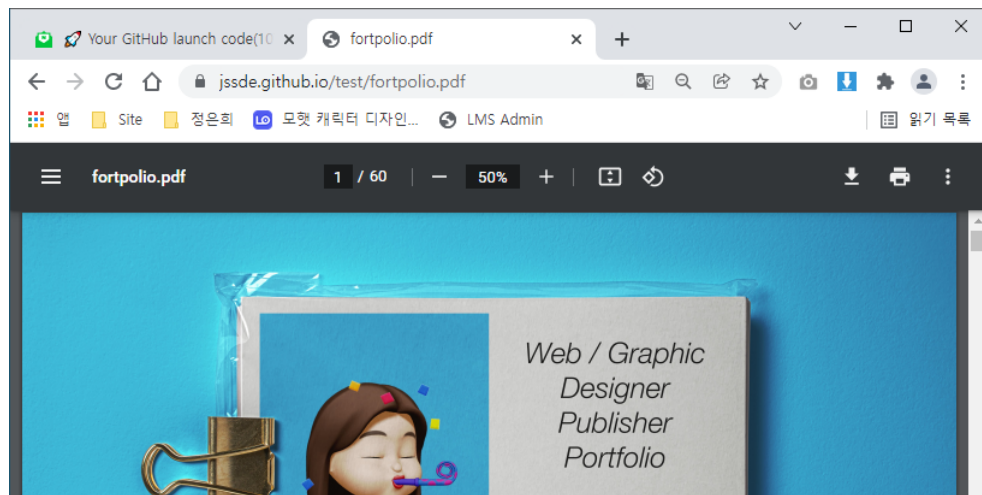 Your GitHub launch code(10
fortpolio.pdf
jssde.github.io/test/fortpolio.pdf
앱
Site
정은희
LD 모햇 캐릭터 디자인...
LMS Admin
읽기 목록
fortpolio.pdf
1 / 60
50%
Web / Graphic
Designer
Publisher
Portfolio